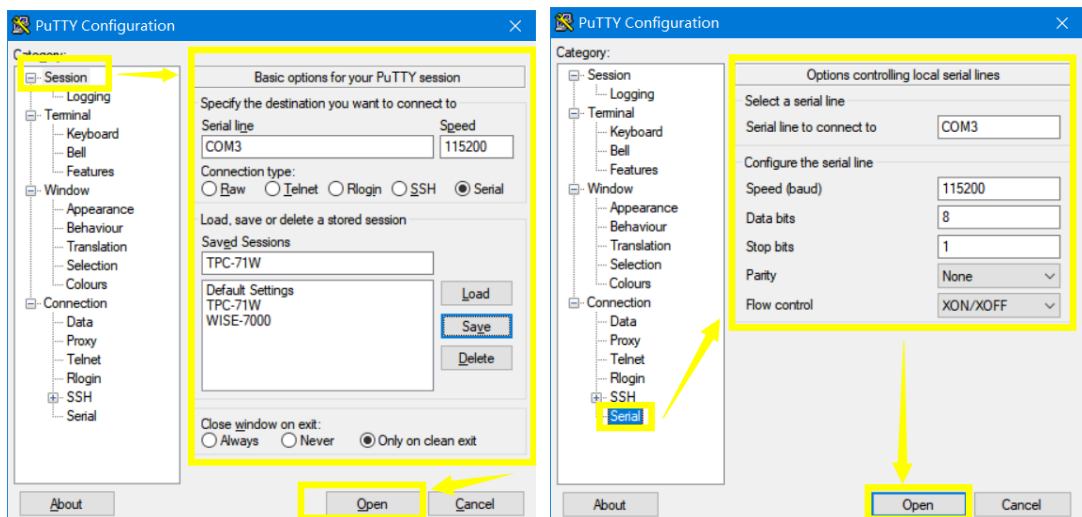 PuTTY Configuration
Category:
Session
Logging
Terminal
Keyboard
Bell
Features
Window
Appearance
Behaviour
Translation
Selection
Colours
Connection
Data
Proxy
Telnet
Rlogin
SSH
Serial
Basic options for your PuTTY session
Specify the destination you want to connect to
Serial line Speed
COM3 115200
Connection type:
Raw Telnet Rlogin SSH Serial
Load, save or delete a stored session
Saved Sessions
TPC-71W
Default Settings
TPC-71W
WISE-7000
Load
Save
Delete
Close window on exit:
Always Never Only on clean exit
About Open Cancel
PuTTY Configuration
Category:
Session
Logging
Terminal
Keyboard
Bell
Features
Window
Appearance
Behaviour
Translation
Selection
Colours
Connection
Data
Proxy
Telnet
Rlogin
SSH
Serial
Options controlling local serial lines
Select a serial line
Serial line to connect to COM3
Configure the serial line
Speed (baud) 115200
Data bits 8
Stop bits 1
Parity None
Flow control XON/XOFF
About Open Cancel